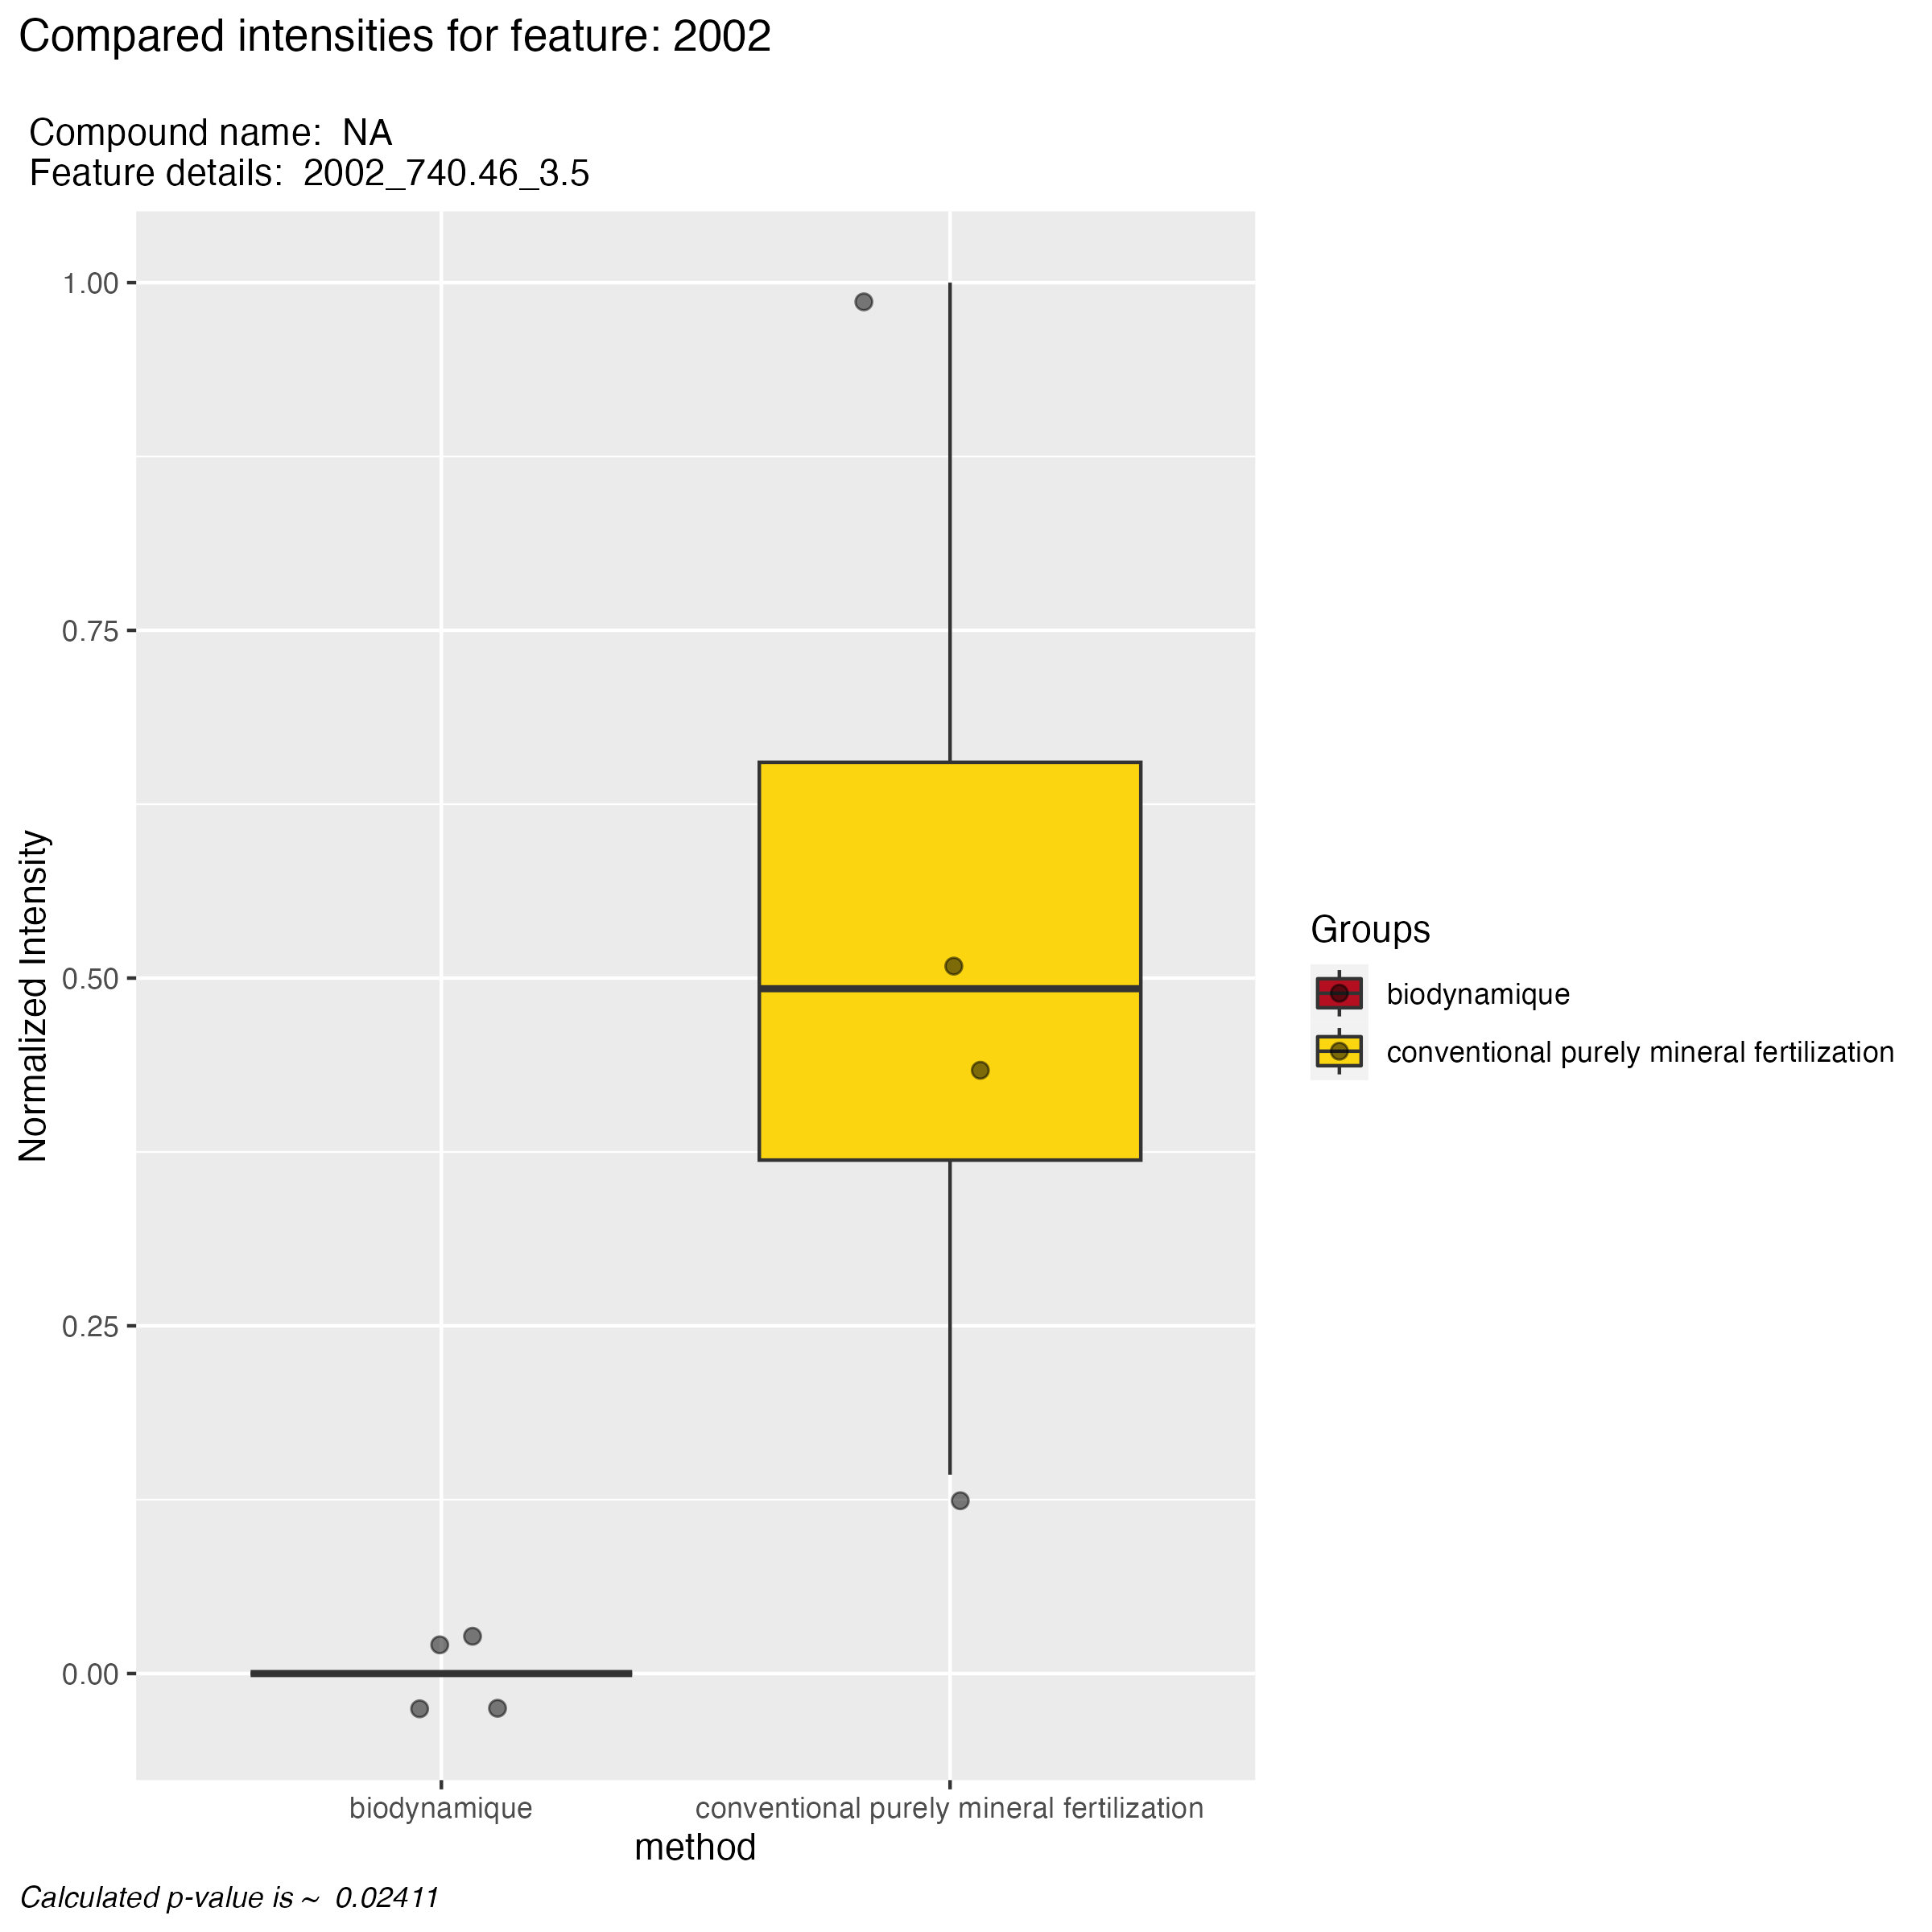 Compared intensities for feature: 2002
Compound name:  NA
Feature details:  2002_740.46_3.5
1.00
0.75
0.50
0.25
0.00
Normalized Intensity
biodynamique
conventional purely mineral fertilization
method
Groups
biodynamique
conventional purely mineral fertilization
Calculated p-value is ~  0.02411